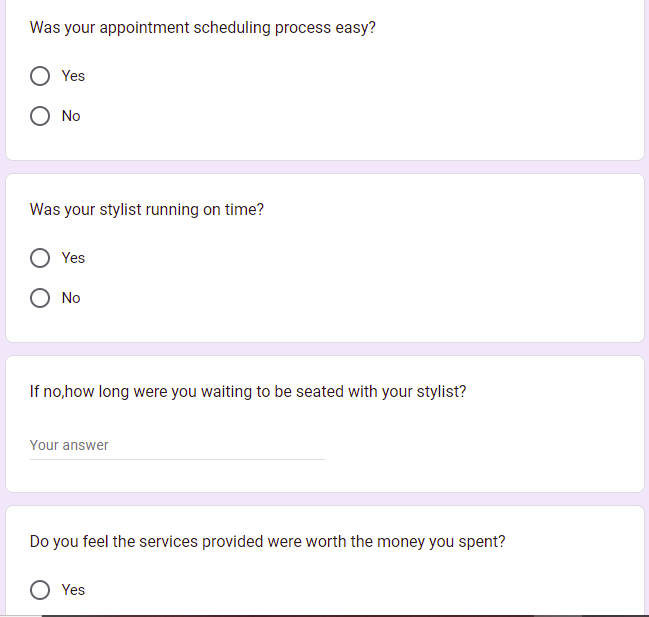 Was your appointment scheduling process easy?
Yes
No
Was your stylist running on time?
Yes
No
If no,how long were you waiting to be seated with your stylist?
Your answer
Do you feel the services provided were worth the money you spent?
Yes